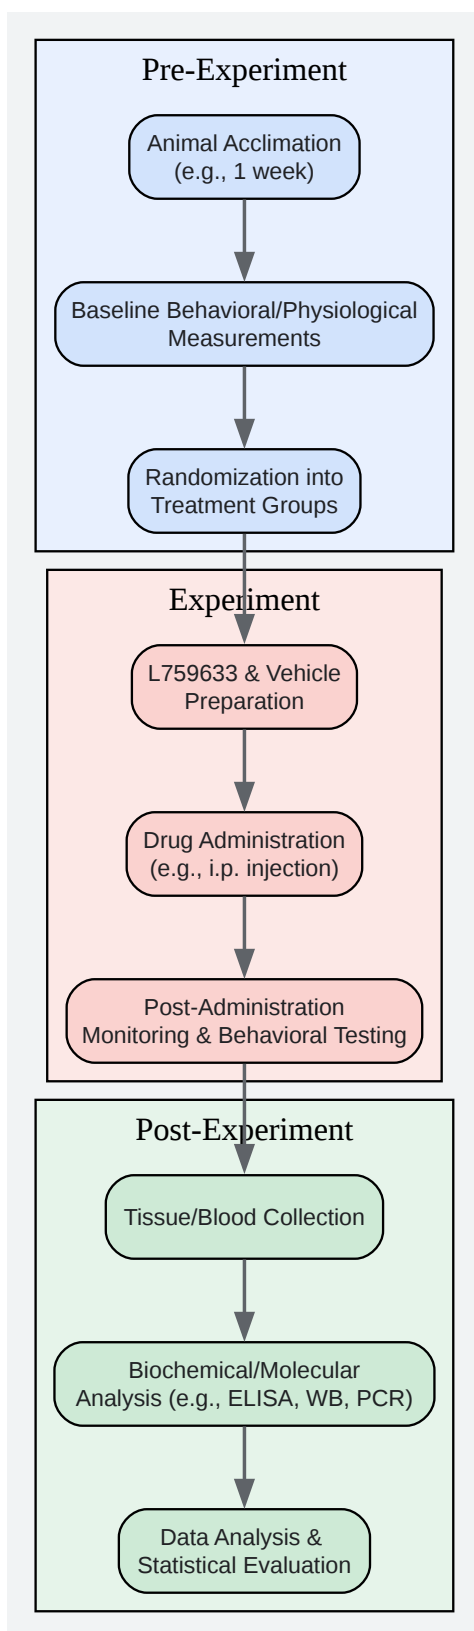 Pre-Experiment
Animal Acclimation
(e.g., 1 week)
Baseline Behavioral/Physiological
Measurements
Randomization into
Treatment Groups
Experiment
L759633 & Vehicle
Preparation
Drug Administration
(e.g., i.p. injection)
Post-Administration
Monitoring & Behavioral Testing
Post-Experiment
Tissue/Blood Collection
Biochemical/Molecular
Analysis (e.g., ELISA, WB, PCR)
Data Analysis &
Statistical Evaluation